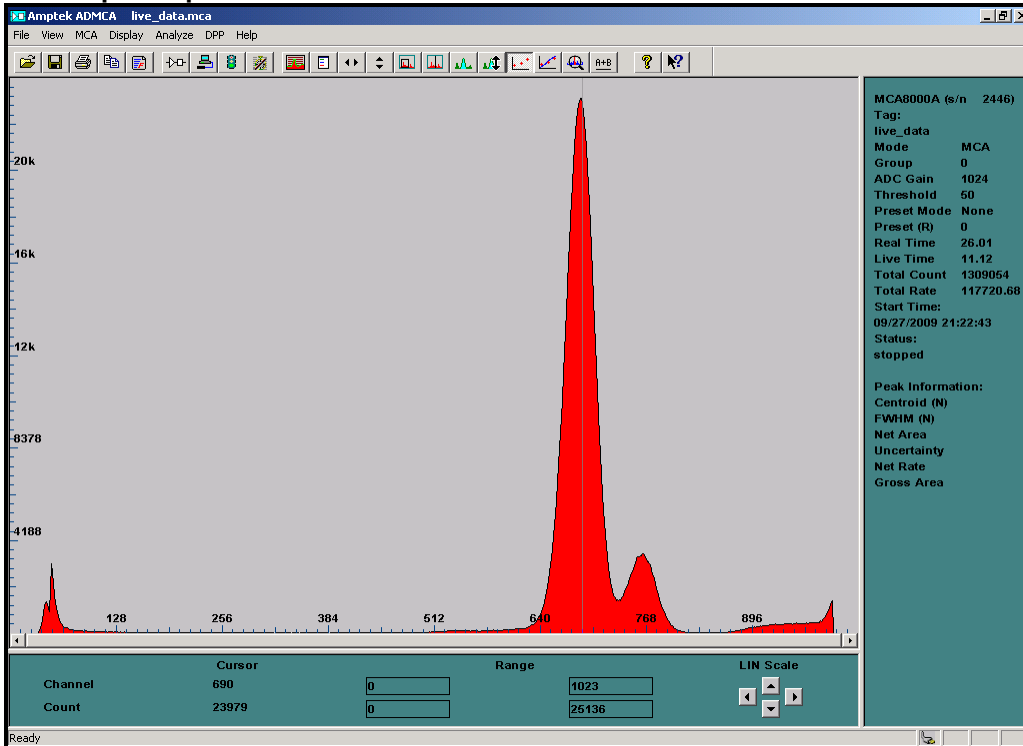 Amptek ADMCA live_data.mca
File View MCA Display Analyze DPP Help
A+B
20k
16k
12k
8378
4188
128 256 384 512 640 768 896
MCA8000A (s/n 2446)
Tag:
live_data
Mode MCA
Group 0
ADC Gain 1024
Threshold 50
Preset Mode None
Preset (R) 0
Real Time 26.01
Live Time 11.12
Total Count 1309054
Total Rate 117720.68
Start Time:
09/27/2009 21:22:43
Status:
stopped
Peak Information:
Centroid (N)
FWHM (N)
Net Area
Uncertainty
Net Rate
Gross Area
Cursor Range LIN Scale
Channel 690 0 1023
Count 23979 0 25136
Ready